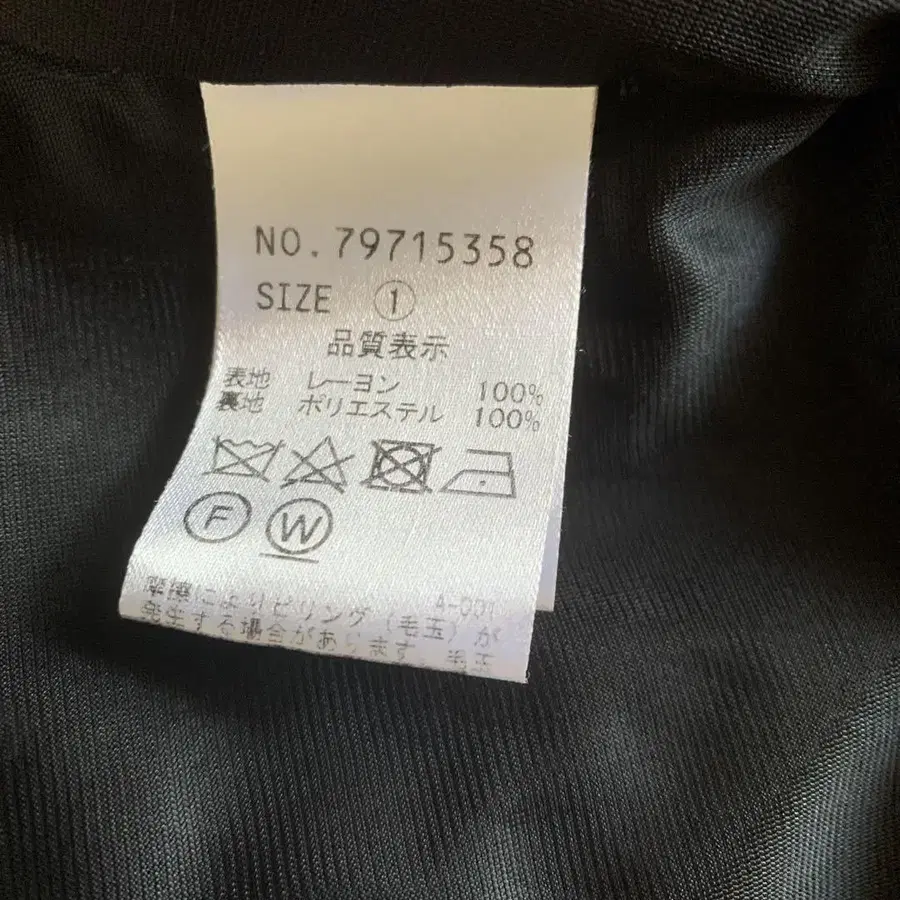 NO.79715358
SIZE ①
品質表示
表地 レーヨン 100%
裏地 ポリエステル 100%
F W
A-001
摩擦によりピリング(毛玉)が
発生する場合があります。毛玉